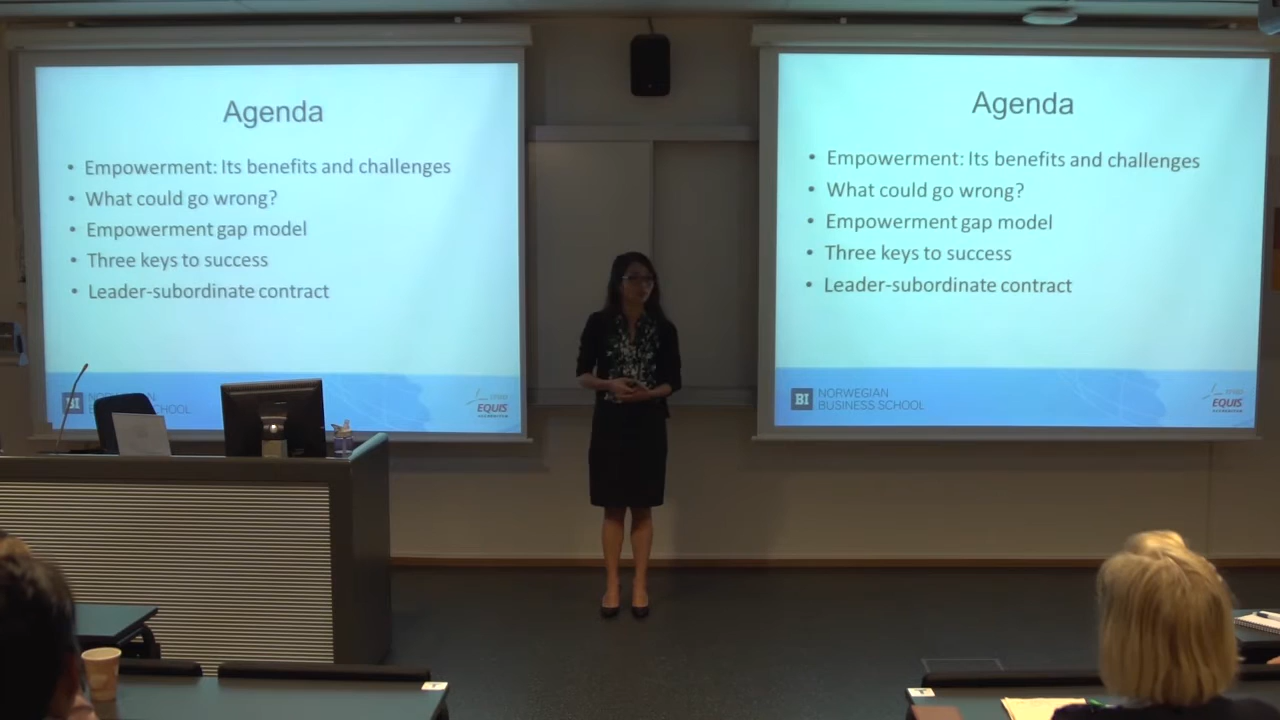 Agenda
• Empowerment: Its benefits and challenges
• What could go wrong?
• Empowerment gap model
• Three keys to success
• Leader-subordinate contract
BI NORWEGIAN
BUSINESS SCHOOL
EQUIS
Agenda
• Empowerment: Its benefits and challenges
• What could go wrong?
• Empowerment gap model
• Three keys to success
• Leader-subordinate contract
BI NORWEGIAN
BUSINESS SCHOOL
EQUIS